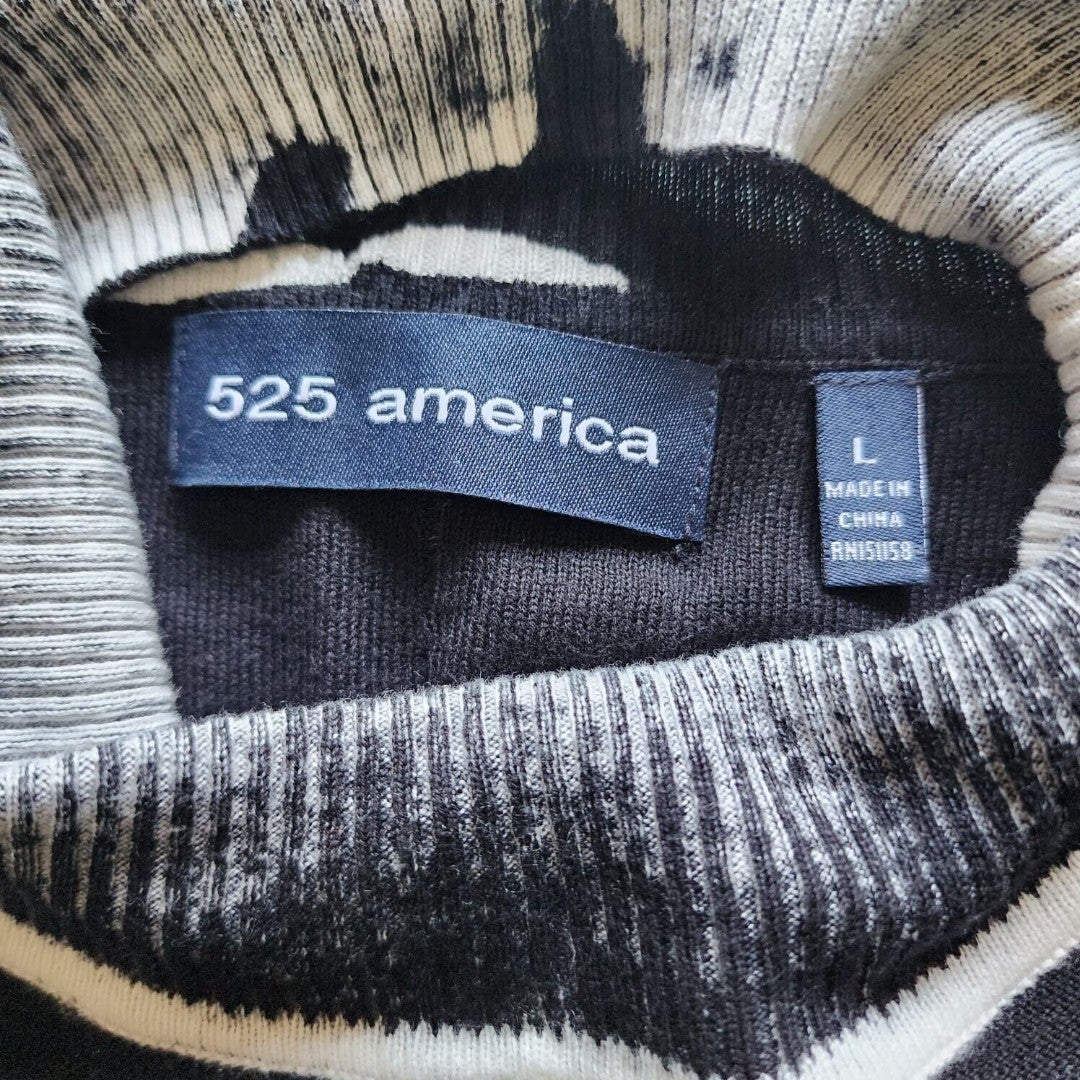 525 america
L
MADE IN
CHINA
RN151158